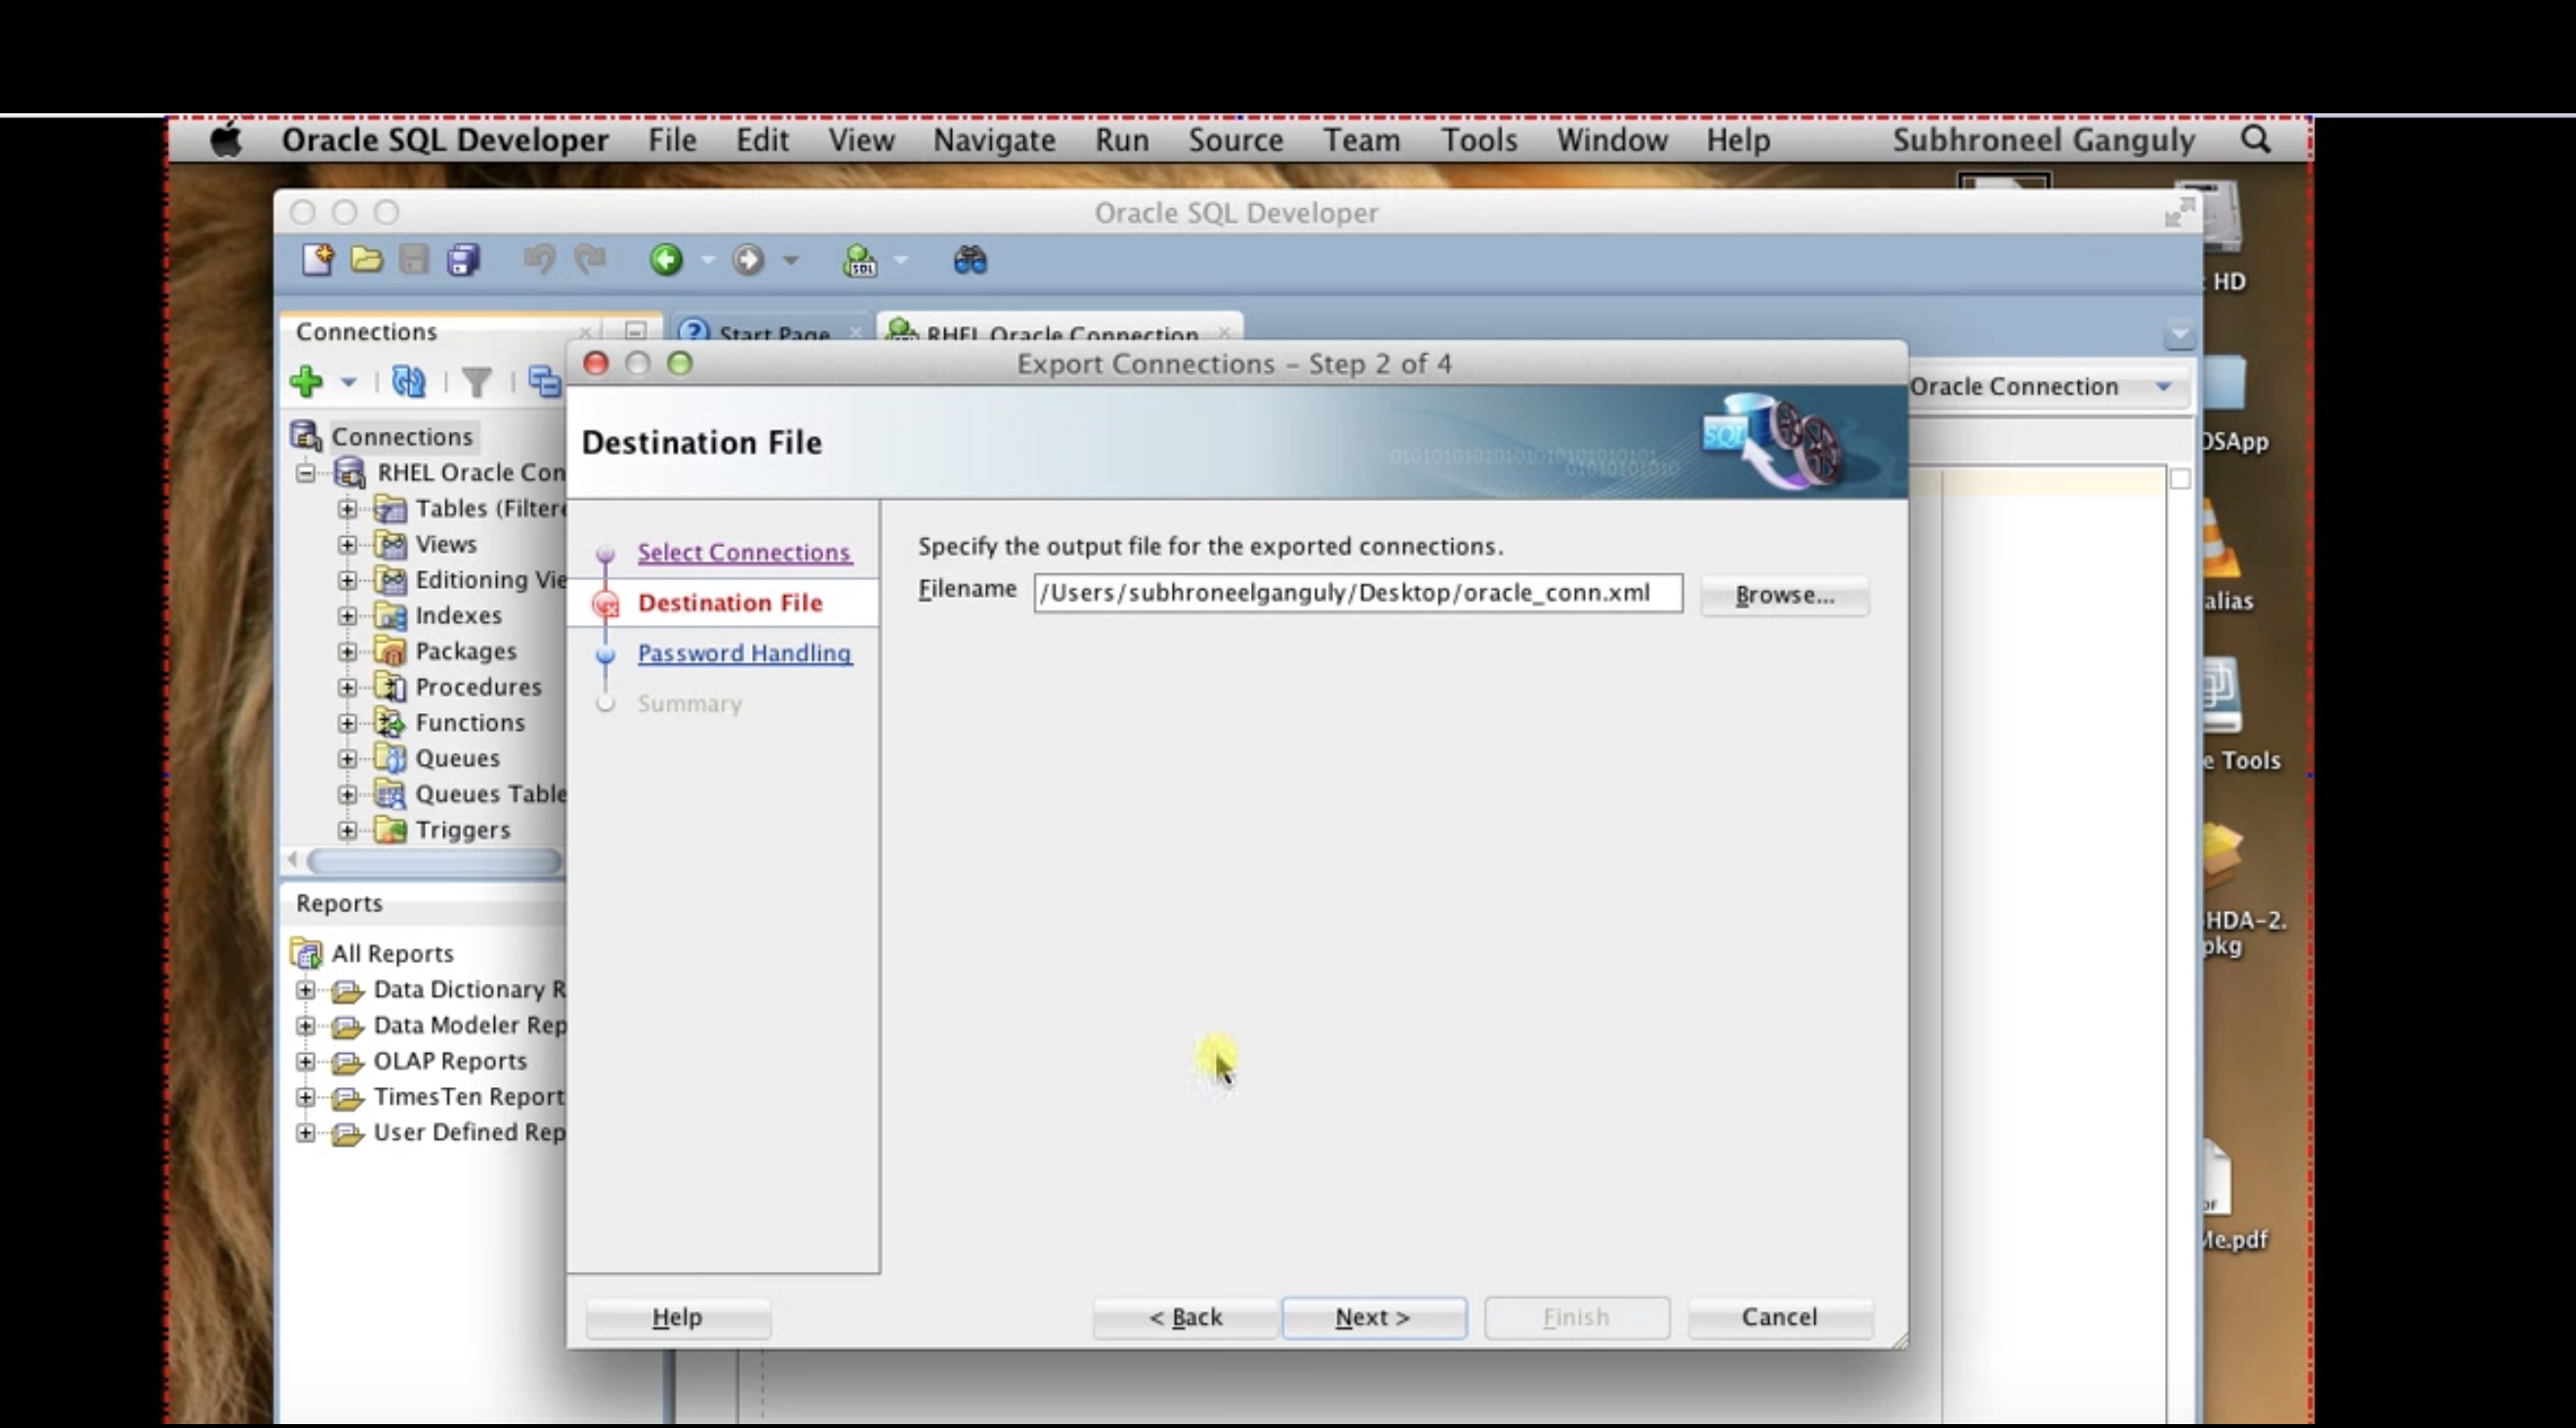 Oracle SQL Developer File Edit View Navigate Run Source Team Tools Window Help Subhroneel Ganguly
Oracle SQL Developer
HD
Connections
Start Page
RHEL Oracle Connection
Export Connections – Step 2 of 4
Oracle Connection
Connections
RHEL Oracle Con
Tables (Filtere
Views
Editioning Vie
Indexes
Packages
Procedures
Functions
Queues
Queues Table
Triggers
Reports
All Reports
Data Dictionary R
Data Modeler Rep
OLAP Reports
TimesTen Report
User Defined Rep
Destination File
SQL
Select Connections
Destination File
Password Handling
Summary
Specify the output file for the exported connections.
Filename /Users/subhroneelganguly/Desktop/oracle_conn.xml Browse...
Help < Back Next > Finish Cancel
OSApp
alias
e Tools
HDA-2.
pkg
Me.pdf